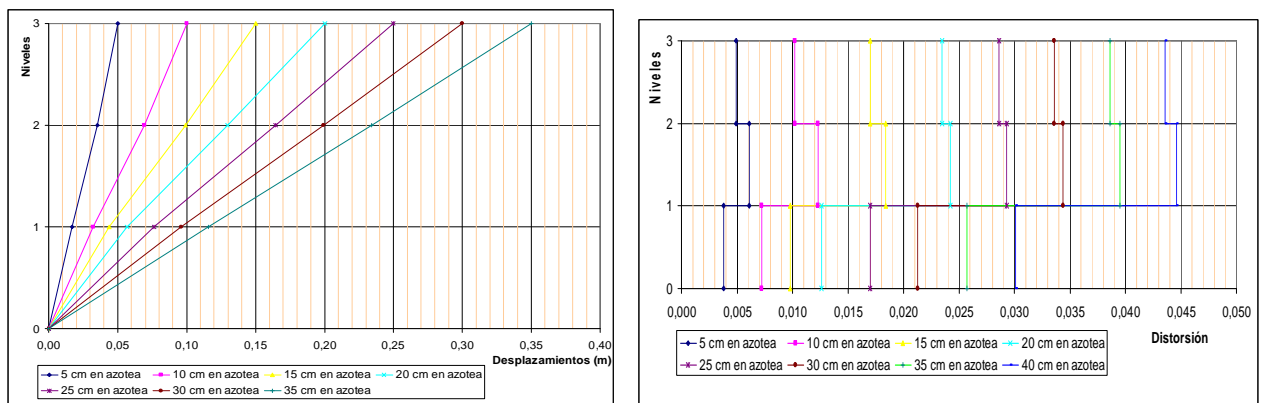 Niveles
3
2
1
0
0,00 0,05 0,10 0,15 0,20 0,25 0,30 0,35 0,40
Desplazamientos (m)
5 cm en azotea 10 cm en azotea 15 cm en azotea 20 cm en azotea
25 cm en azotea 30 cm en azotea 35 cm en azotea
Niveles
3
2
1
0
0,000 0,005 0,010 0,015 0,020 0,025 0,030 0,035 0,040 0,045 0,050
Distorsión
5 cm en azotea 10 cm en azotea 15 cm en azotea 20 cm en azotea
25 cm en azotea 30 cm en azotea 35 cm en azotea 40 cm en azotea